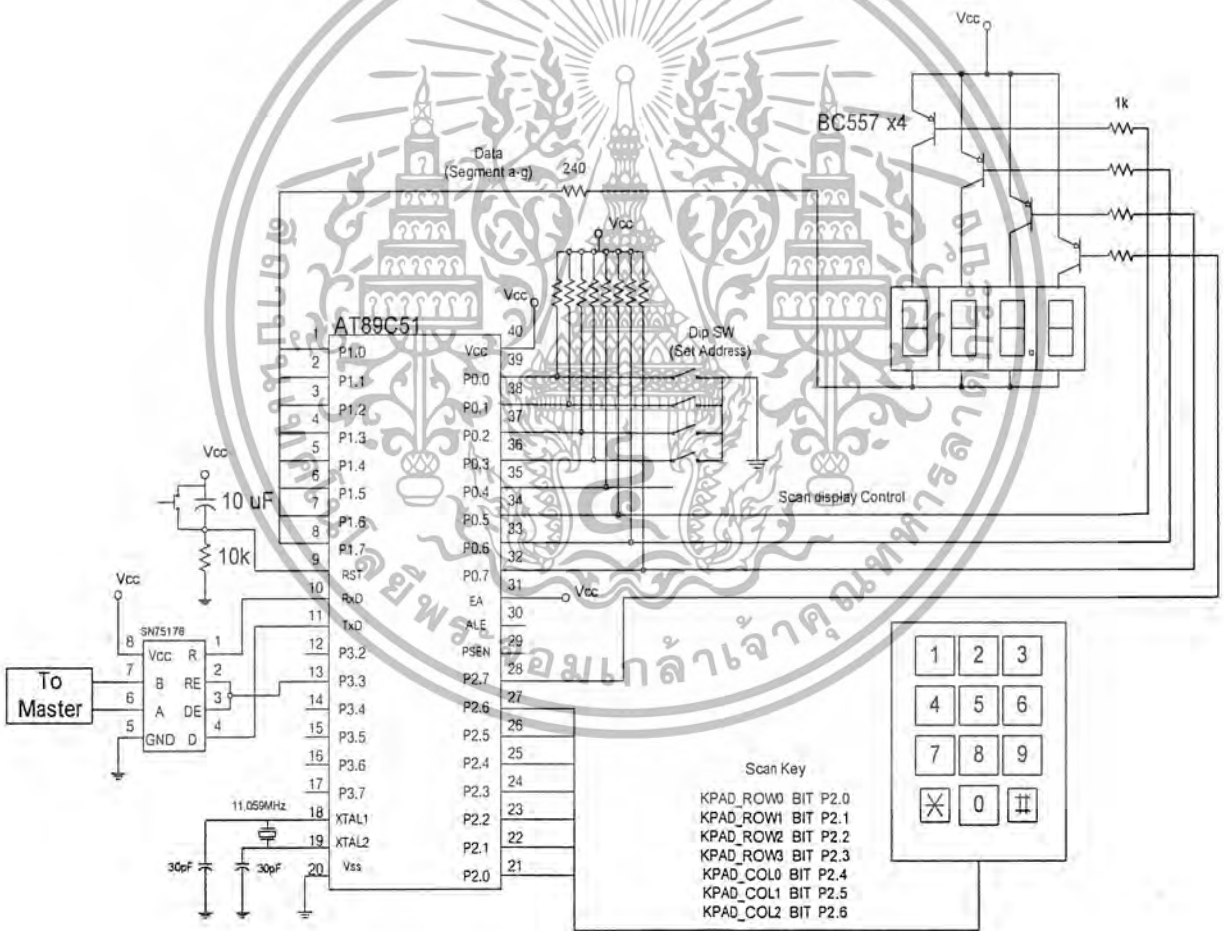 Vcc
1k
BC557 x4
Data
(Segment a-g)
240
Vcc
Vcc
AT89C51
Dip SW
(Set Address)
1 P1.0 Vcc 40
2 P1.1 P0.0 39
3 P1.2 P0.1 38
4 P1.3 P0.2 37
5 P1.4 P0.3 36
6 P1.5 P0.4 35
7 P1.6 P0.5 34
8 P1.7 P0.6 33
9 RST P0.7 32
10 RxD EA 31
11 TxD ALE 30
12 P3.2 PSEN 29
13 P3.3 P2.7 28
14 P3.4 P2.6 27
15 P3.5 P2.5 26
16 P3.6 P2.4 25
17 P3.7 P2.3 24
18 XTAL1 P2.2 23
19 XTAL2 P2.1 22
20 Vss P2.0 21
Scan display Control
Vcc
Vcc
10 uF
10k
Vcc
SN75178
8 Vcc R 1
7 B RE 2
6 A DE 3
5 GND D 4
To
Master
11.059MHz
30pF
30pF
Scan Key
KPAD_ROW0 BIT P2.0
KPAD_ROW1 BIT P2.1
KPAD_ROW2 BIT P2.2
KPAD_ROW3 BIT P2.3
KPAD_COL0 BIT P2.4
KPAD_COL1 BIT P2.5
KPAD_COL2 BIT P2.6
1 2 3
4 5 6
7 8 9
* 0 #